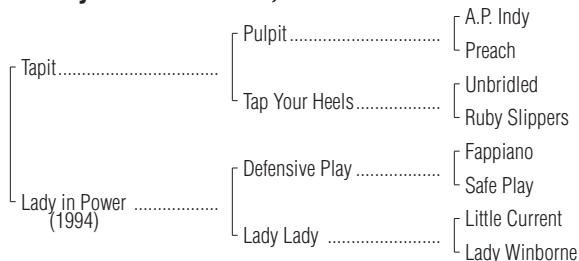 A.P. Indy
Pulpit
Preach
Tapit
Unbridled
Tap Your Heels
Ruby Slippers
Fappiano
Defensive Play
Safe Play
Lady in Power
(1994)
Little Current
Lady Lady
Lady Winborne